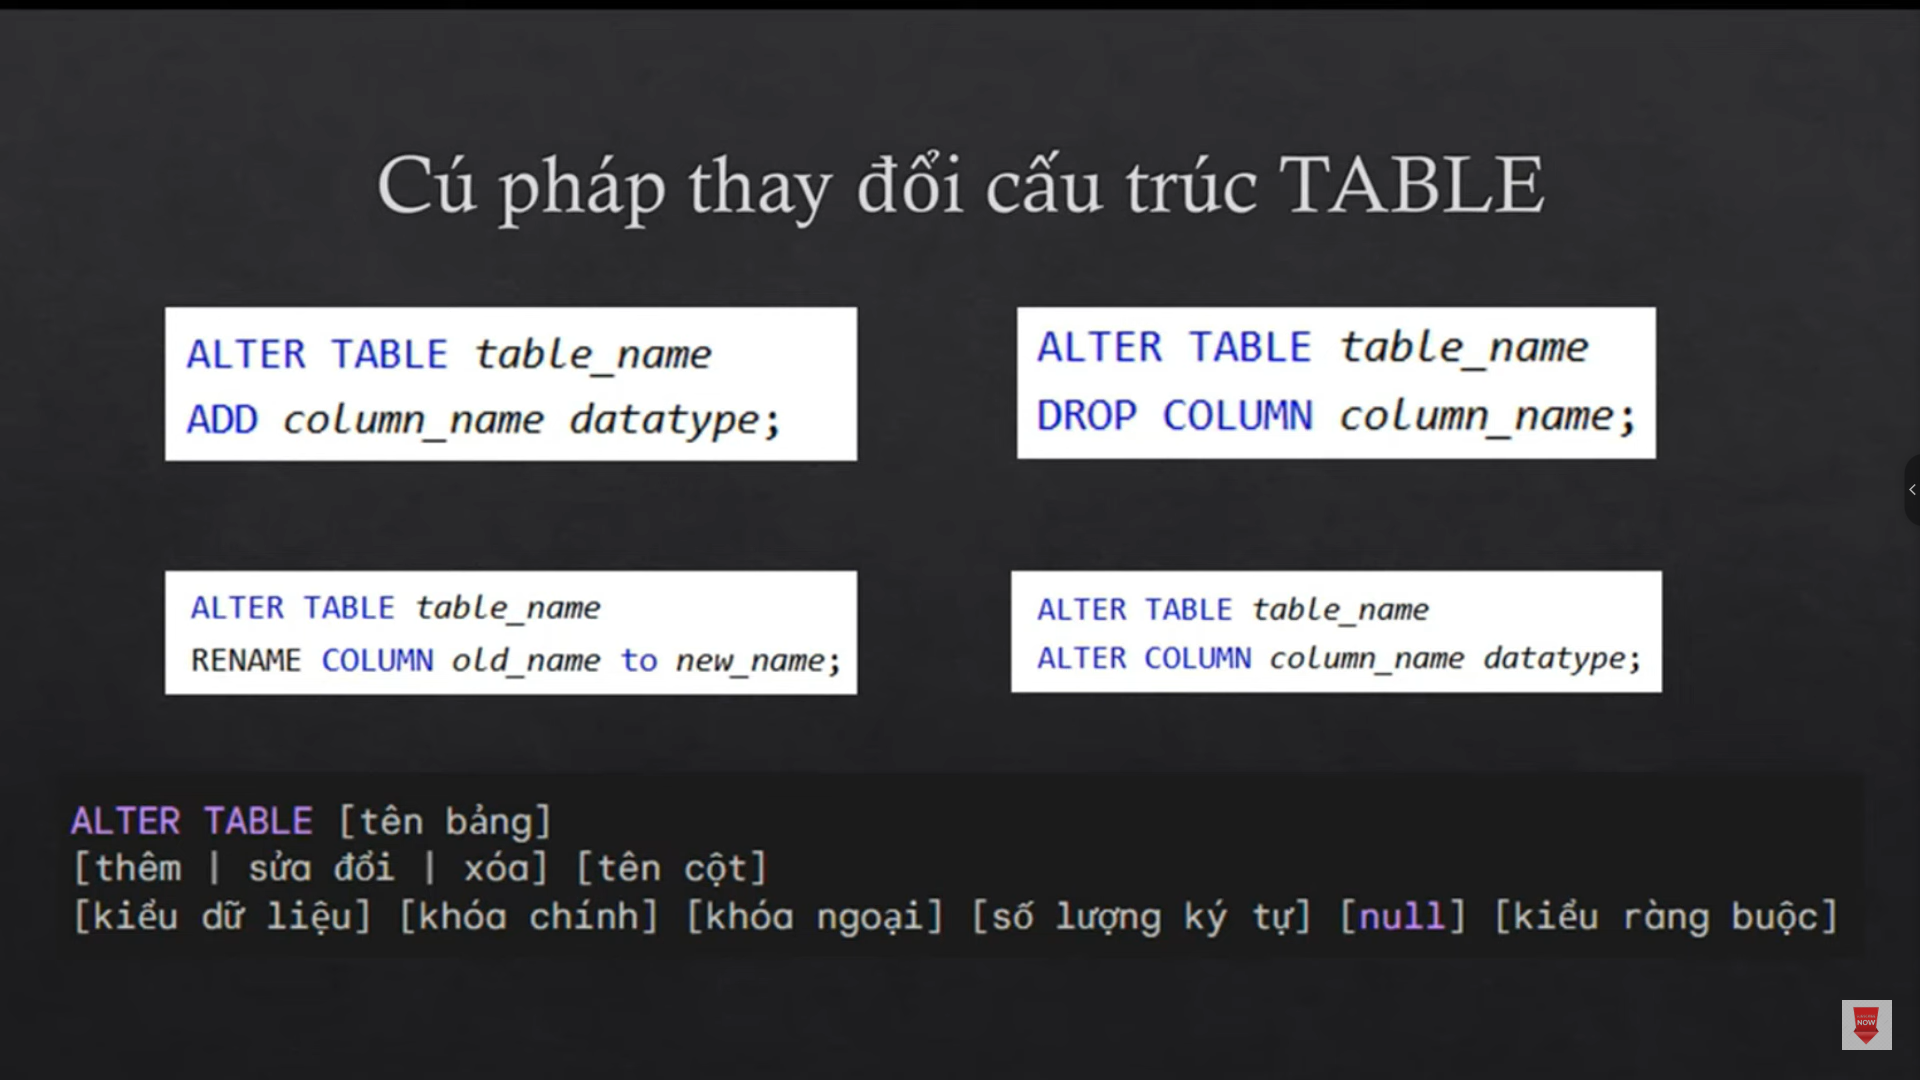 Cú pháp thay đổi cấu trúc TABLE
ALTER TABLE table_name
ADD column_name datatype;
ALTER TABLE table_name
DROP COLUMN column_name;
ALTER TABLE table_name
RENAME COLUMN old_name to new_name;
ALTER TABLE table_name
ALTER COLUMN column_name datatype;
ALTER TABLE [tên bảng]
[thêm | sửa đổi | xóa] [tên cột]
[kiểu dữ liệu] [khóa chính] [khóa ngoại] [số lượng ký tự] [null] [kiểu ràng buộc]
NOW